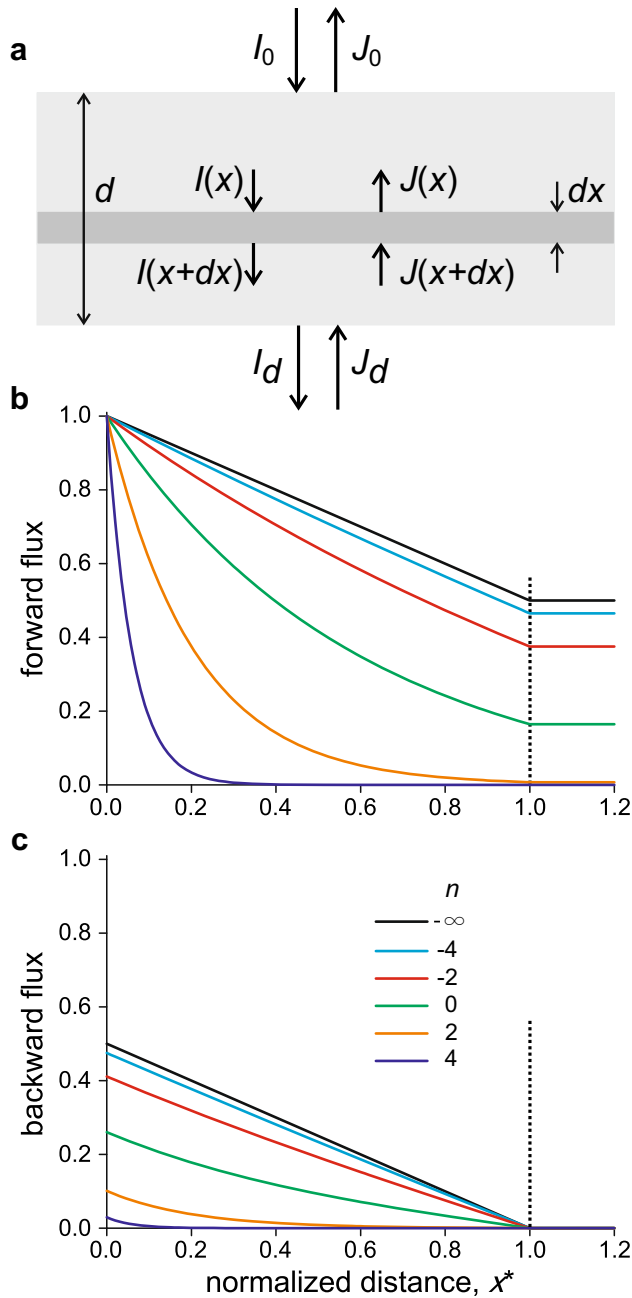 a
I0 J0
d
I(x) J(x) dx
I(x+dx) J(x+dx)
Id Jd
b
forward flux
1.0
0.8
0.6
0.4
0.2
0.0
0.0 0.2 0.4 0.6 0.8 1.0 1.2
c
backward flux
1.0
0.8
0.6
0.4
0.2
0.0
n
-∞
-4
-2
0
2
4
0.0 0.2 0.4 0.6 0.8 1.0 1.2
normalized distance, x*